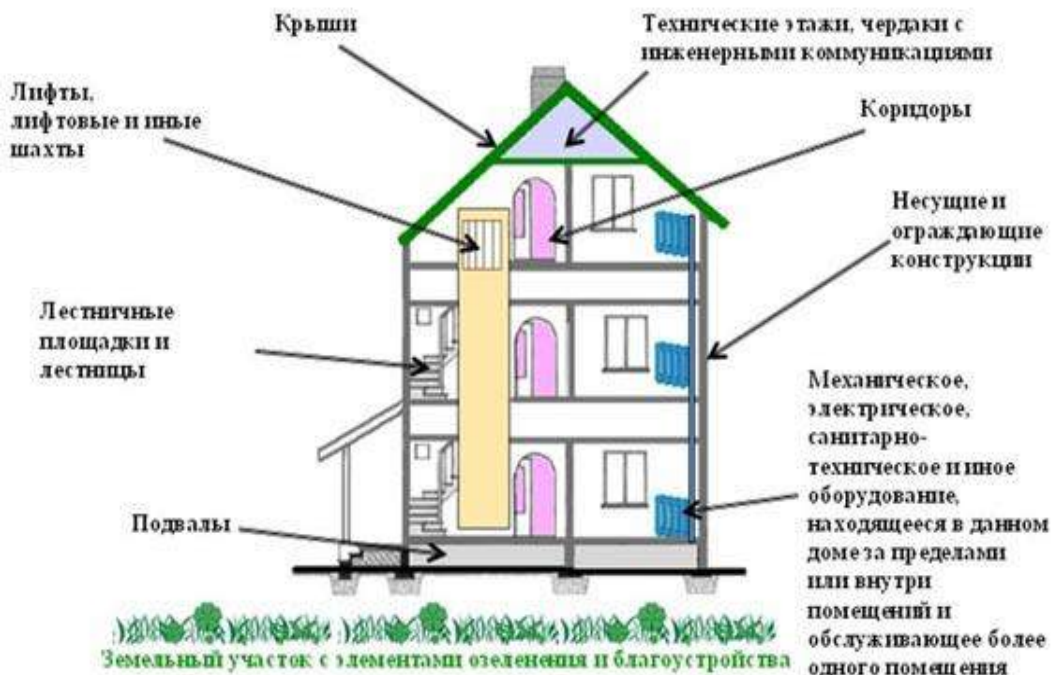 Крыши
Технические этажи, чердаки с
инженерными коммуникациями
Лифты,
лифтовые и иные
шахты
Коридоры
Несущие и
ограждающие
конструкции
Лестничные
площадки и
лестницы
Механическое,
электрическое,
санитарно-
техническое и иное
оборудование,
находящееся в данном
доме за пределами
или внутри
помещений и
обслуживающее более
одного помещения
Подвалы
Земельный участок с элементами озеленения и благоустройства